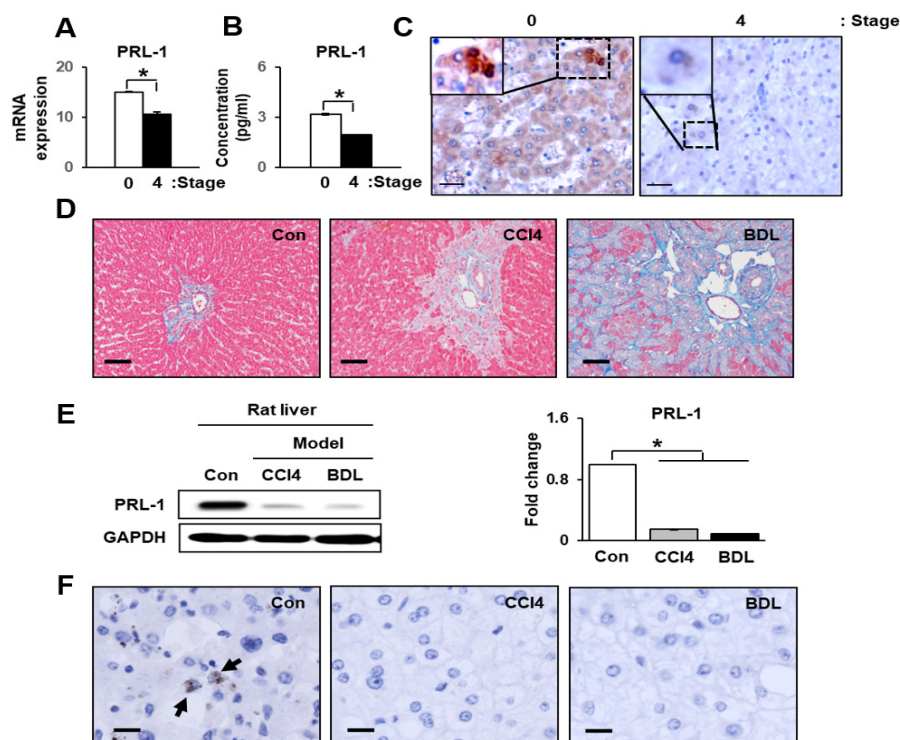 A
PRL-1
mRNA
expression
20
10
0
*
0 4 :Stage
B
PRL-1
Concentration
(pg/ml)
6
3
0
*
0 4 :Stage
C
0 4 : Stage
D
Con
CCl4
BDL
E
Rat liver
Model
Con CCl4 BDL
PRL-1
GAPDH
PRL-1
Fold change
1.6
0.8
0
*
Con CCl4 BDL
F
Con
CCl4
BDL